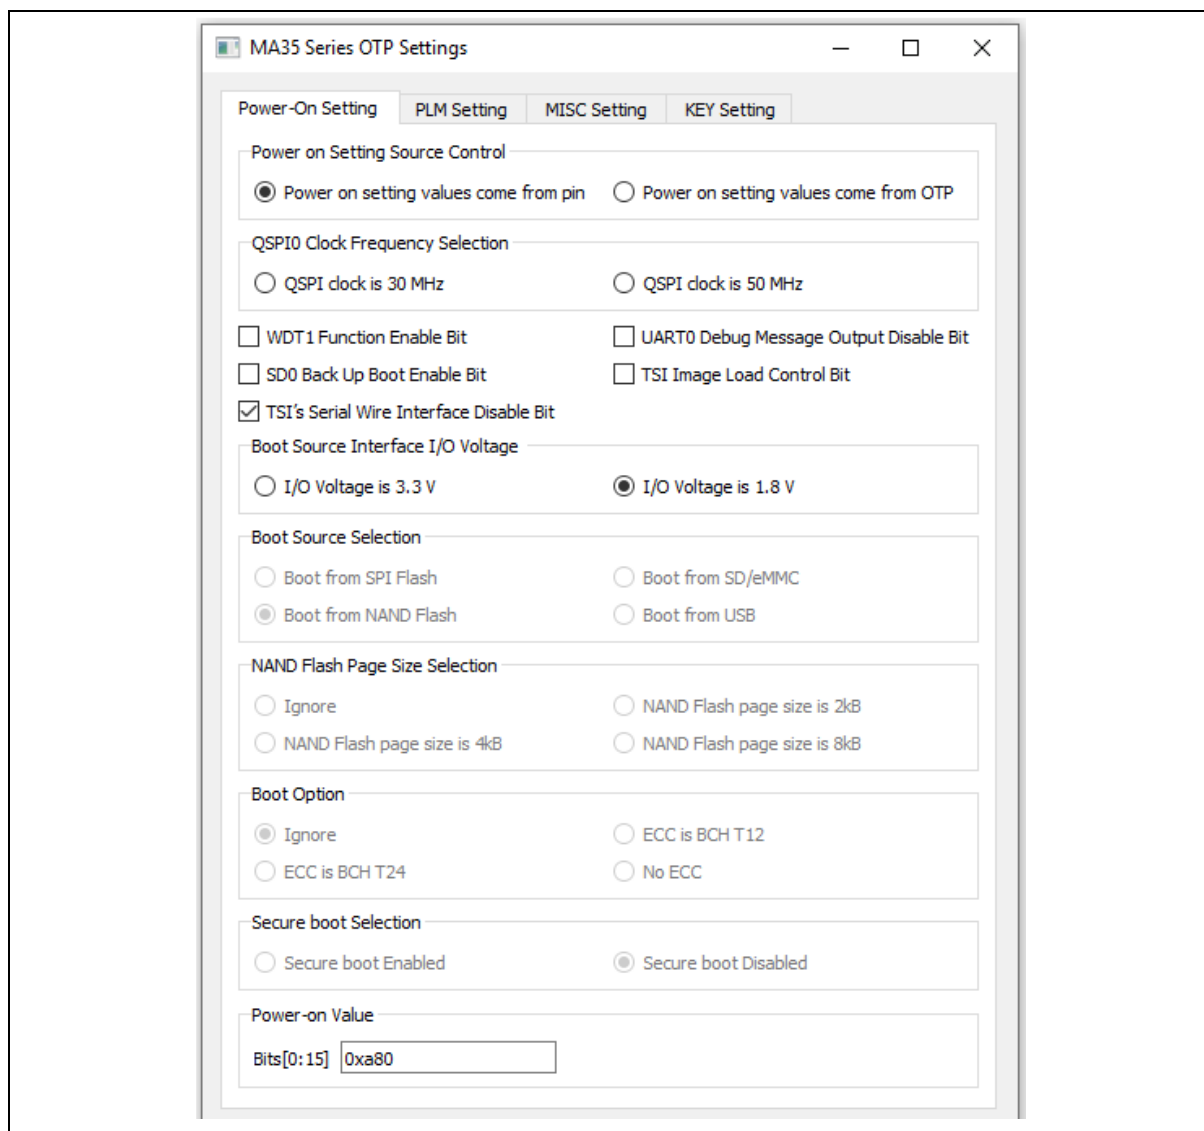 MA35 Series OTP Settings
Power-On Setting PLM Setting MISC Setting KEY Setting
Power on Setting Source Control
Power on setting values come from pin Power on setting values come from OTP
QSPI0 Clock Frequency Selection
QSPI clock is 30 MHz QSPI clock is 50 MHz
WDT1 Function Enable Bit UART0 Debug Message Output Disable Bit
SD0 Back Up Boot Enable Bit TSI Image Load Control Bit
TSI's Serial Wire Interface Disable Bit
Boot Source Interface I/O Voltage
I/O Voltage is 3.3 V I/O Voltage is 1.8 V
Boot Source Selection
Boot from SPI Flash Boot from SD/eMMC
Boot from NAND Flash Boot from USB
NAND Flash Page Size Selection
Ignore NAND Flash page size is 2kB
NAND Flash page size is 4kB NAND Flash page size is 8kB
Boot Option
Ignore ECC is BCH T12
ECC is BCH T24 No ECC
Secure boot Selection
Secure boot Enabled Secure boot Disabled
Power-on Value
Bits[0:15] 0xa80